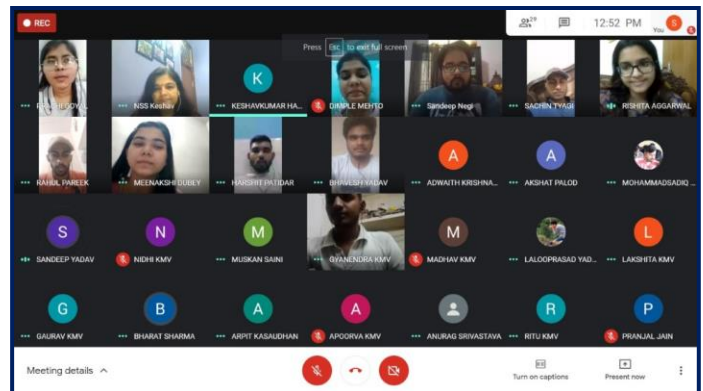 REC
29
12:52 PM
You
S
Press Esc to exit full screen
GOYAL
NSS Keshav
K
KESHAVKUMAR HA...
DIMPLE MEHTO
Sandeep Negi
SACHIN TYAGI
RISHITA AGGARWAL
RAHUL PAREEK
MEENAKSHI DUBLY
HARSHIT PATIDAR
BHAVESH YADAV
A
ADWAITH KRISHNA...
A
AKSHAT PALOD
MOHAMMADSADIQ ...
S
SANDEEP YADAV
N
NIDHI KMV
M
MUSKAN SAINI
GYANENDRA KMV
M
MADHAV KMV
LALOOPRASAD YAD...
L
LAKSHITA KMV
G
GAURAV KMV
B
BHARAT SHARMA
A
ARPIT KASAUDHAN
A
APOORVA KMV
ANURAG SRIVASTAVA
R
RITU KMV
P
PRANJAL JAIN
Meeting details
Turn on captions
Present now